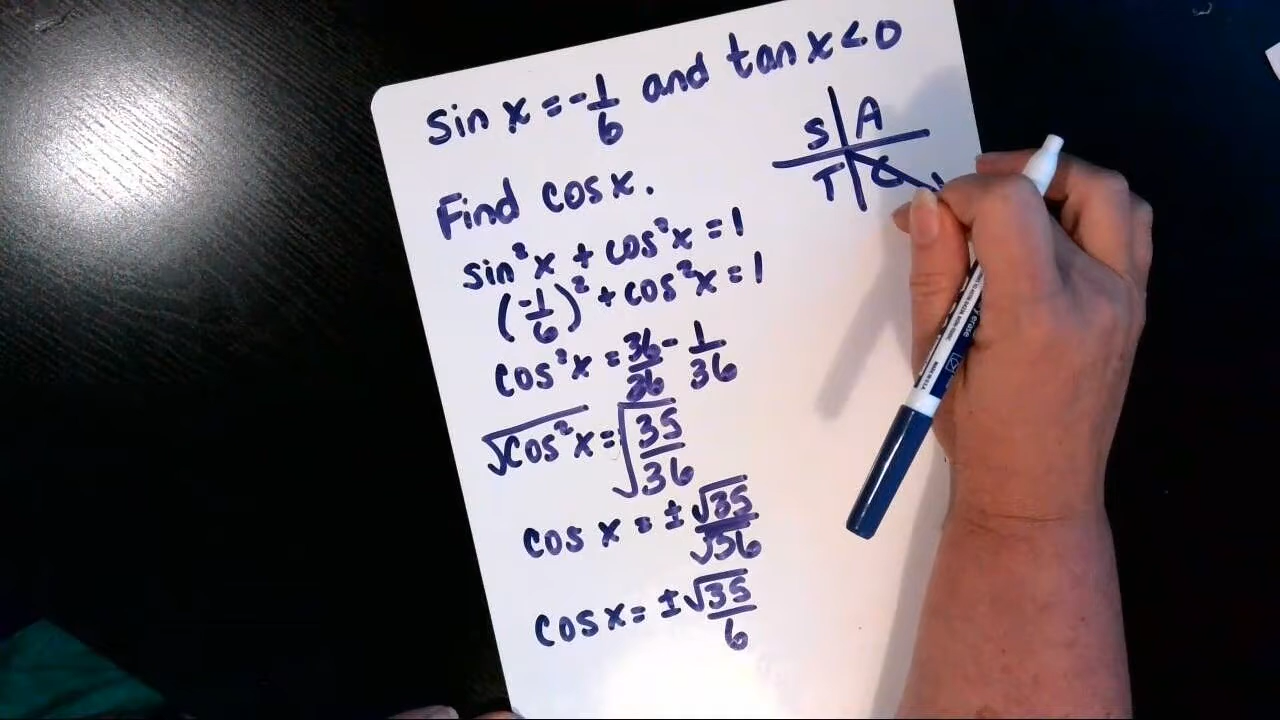 sin x = -1/6 and tan x < 0
S A
T C
Find cos x.
sin²x + cos²x = 1
(-1/6)² + cos²x = 1
cos²x = 36/36 - 1/36
√cos²x = √35/36
cos x = ± √35/√36
cos x = ± √35/6